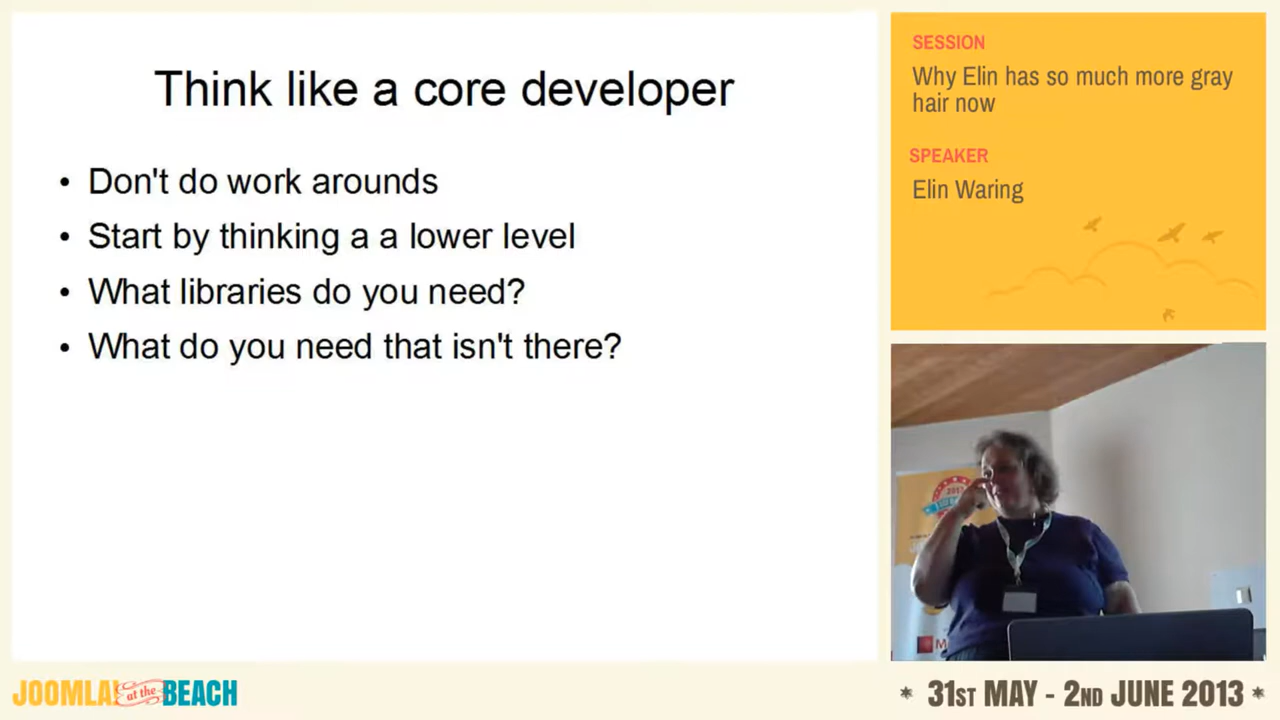 Think like a core developer
• Don't do work arounds
• Start by thinking a a lower level
• What libraries do you need?
• What do you need that isn't there?
SESSION
Why Elin has so much more gray
hair now
SPEAKER
Elin Waring
2013
M
JOOMLA! at the BEACH
* 31ST MAY - 2ND JUNE 2013 *